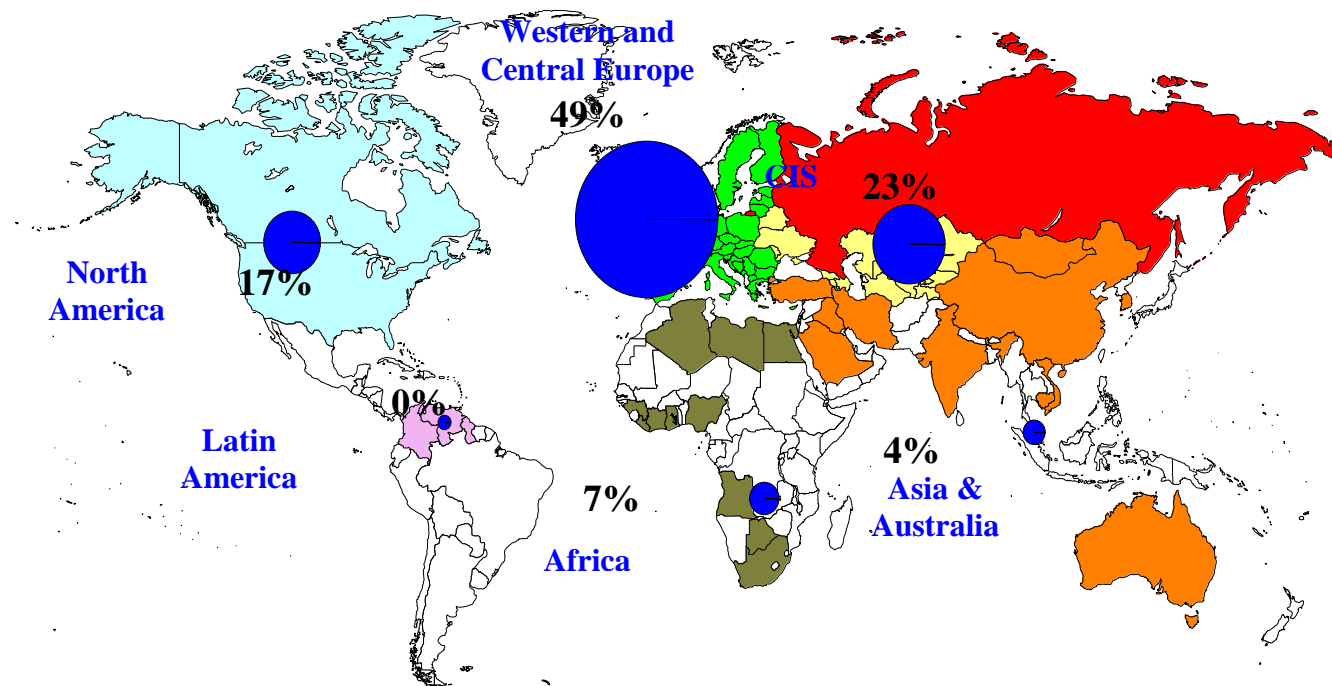 Western and
Central Europe
49%
CIS
23%
North
America
17%
0%
Latin
America
7%
Africa
4%
Asia &
Australia